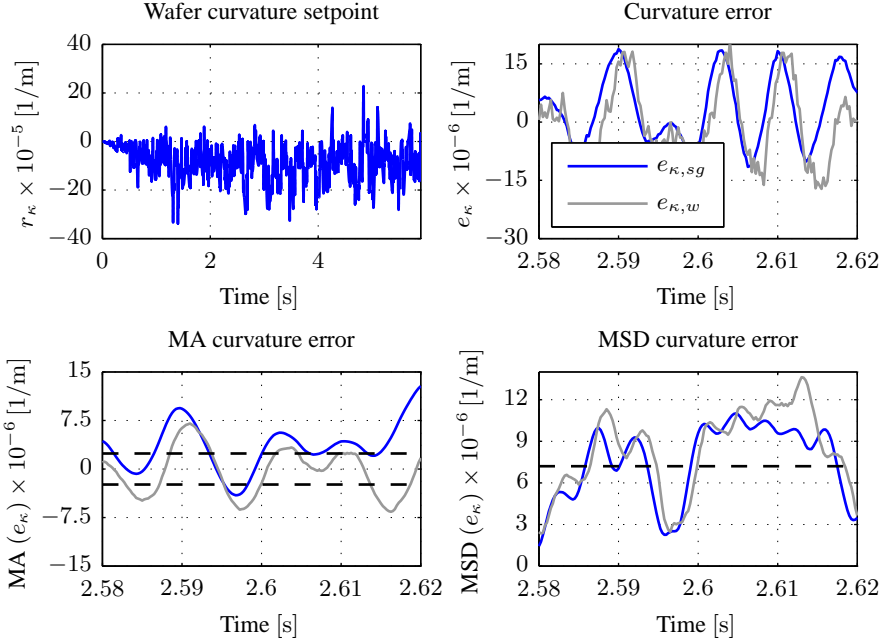 Wafer curvature setpoint
40
20
0
−20
−40
0
2
4
r_κ × 10^−5 [1/m]
Time [s]
Curvature error
15
0
−15
−30
2.58
2.59
2.6
2.61
2.62
e_κ × 10^−6 [1/m]
Time [s]
e_κ,sg
e_κ,w
MA curvature error
15
7.5
0
−7.5
−15
2.58
2.59
2.6
2.61
2.62
MA (e_κ) × 10^−6 [1/m]
Time [s]
MSD curvature error
12
9
6
3
0
2.58
2.59
2.6
2.61
2.62
MSD (e_κ) × 10^−6 [1/m]
Time [s]